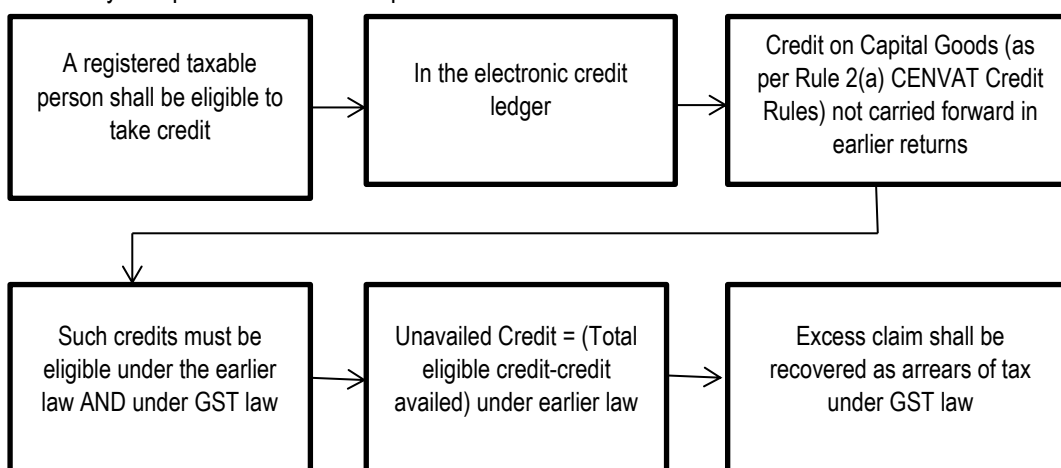 A registered taxable
person shall be eligible to
take credit
In the electronic credit
ledger
Credit on Capital Goods (as
per Rule 2(a) CENVAT Credit
Rules) not carried forward in
earlier returns
Such credits must be
eligible under the earlier
law AND under GST law
Unavailed Credit = (Total
eligible credit-credit
availed) under earlier law
Excess claim shall be
recovered as arrears of tax
under GST law